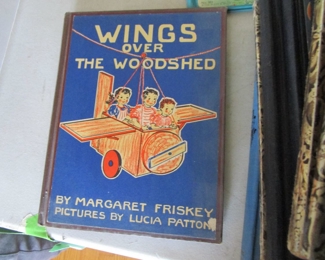 WINGS
OVER
THE WOODSHED
BY MARGARET FRISKEY
PICTURES BY LUCIA PATTON